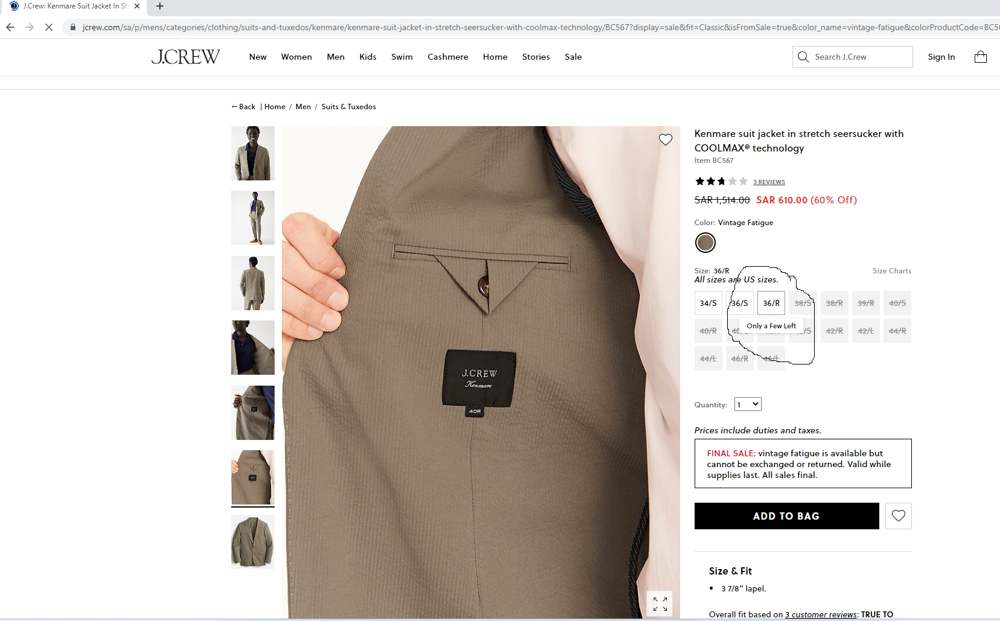 J.Crew: Kenmare Suit Jacket In St
jcrew.com/sa/p/mens/categories/clothing/suits-and-tuxedos/kenmare/kenmare-suit-jacket-in-stretch-seersucker-with-coolmax-technology/BC567?display=sale&fit=Classic&isFromSale=true&color_name=vintage-fatigue&colorProductCode=BC5
J.CREW
New Women Men Kids Swim Cashmere Home Stories Sale
Search J.Crew
Sign In
←Back | Home / Men / Suits & Tuxedos
Kenmare suit jacket in stretch seersucker with
COOLMAX® technology
Item BC567
3 REVIEWS
SAR 1,514.00 SAR 610.00 (60% Off)
Color: Vintage Fatigue
Size: 36/R
Size Charts
All sizes are US sizes.
34/S 36/S 36/R 38/S 38/R 39/R 40/S
Only a Few Left
40/R 42/R 42/L 44/R
44/L 46/R 46/L
J.CREW
Kenmare
40R
Quantity: 1
Prices include duties and taxes.
FINAL SALE: vintage fatigue is available but
cannot be exchanged or returned. Valid while
supplies last. All sales final.
ADD TO BAG
Size & Fit
• 3 7/8" lapel.
Overall fit based on 3 customer reviews: TRUE TO